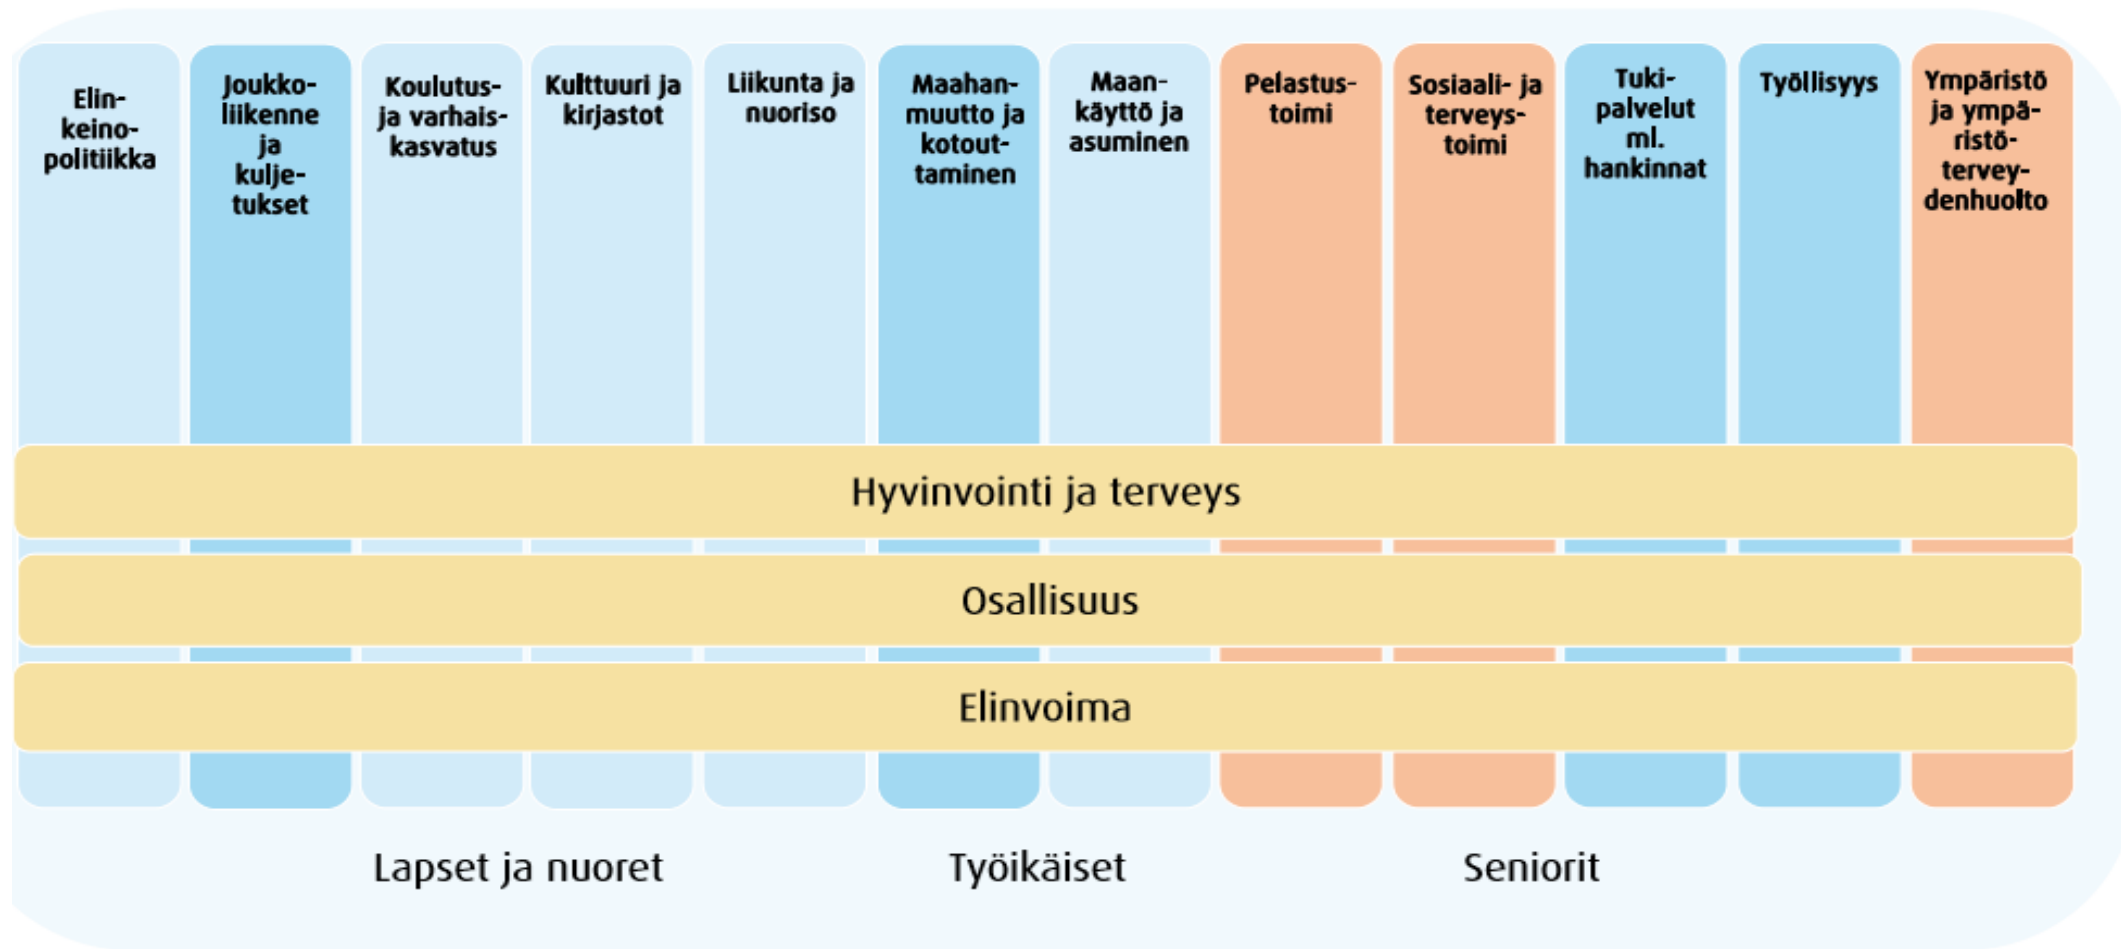 Elin-
keino-
politiikka
Joukko-
liikenne
ja
kulje-
tukset
Koulutus-
ja varhais-
kasvatus
Kulttuuri ja
kirjastot
Liikunta ja
nuoriso
Maahan-
muutto ja
kotout-
taminen
Maan-
käyttö ja
asuminen
Pelastus-
toimi
Sosiaali- ja
terveys-
toimi
Tuki-
palvelut
ml.
hankinnat
Työllisyys
Ympäristö
ja ympä-
ristö-
tervey-
denhuolto
Hyvinvointi ja terveys
Osallisuus
Elinvoima
Lapset ja nuoret
Työikäiset
Seniorit